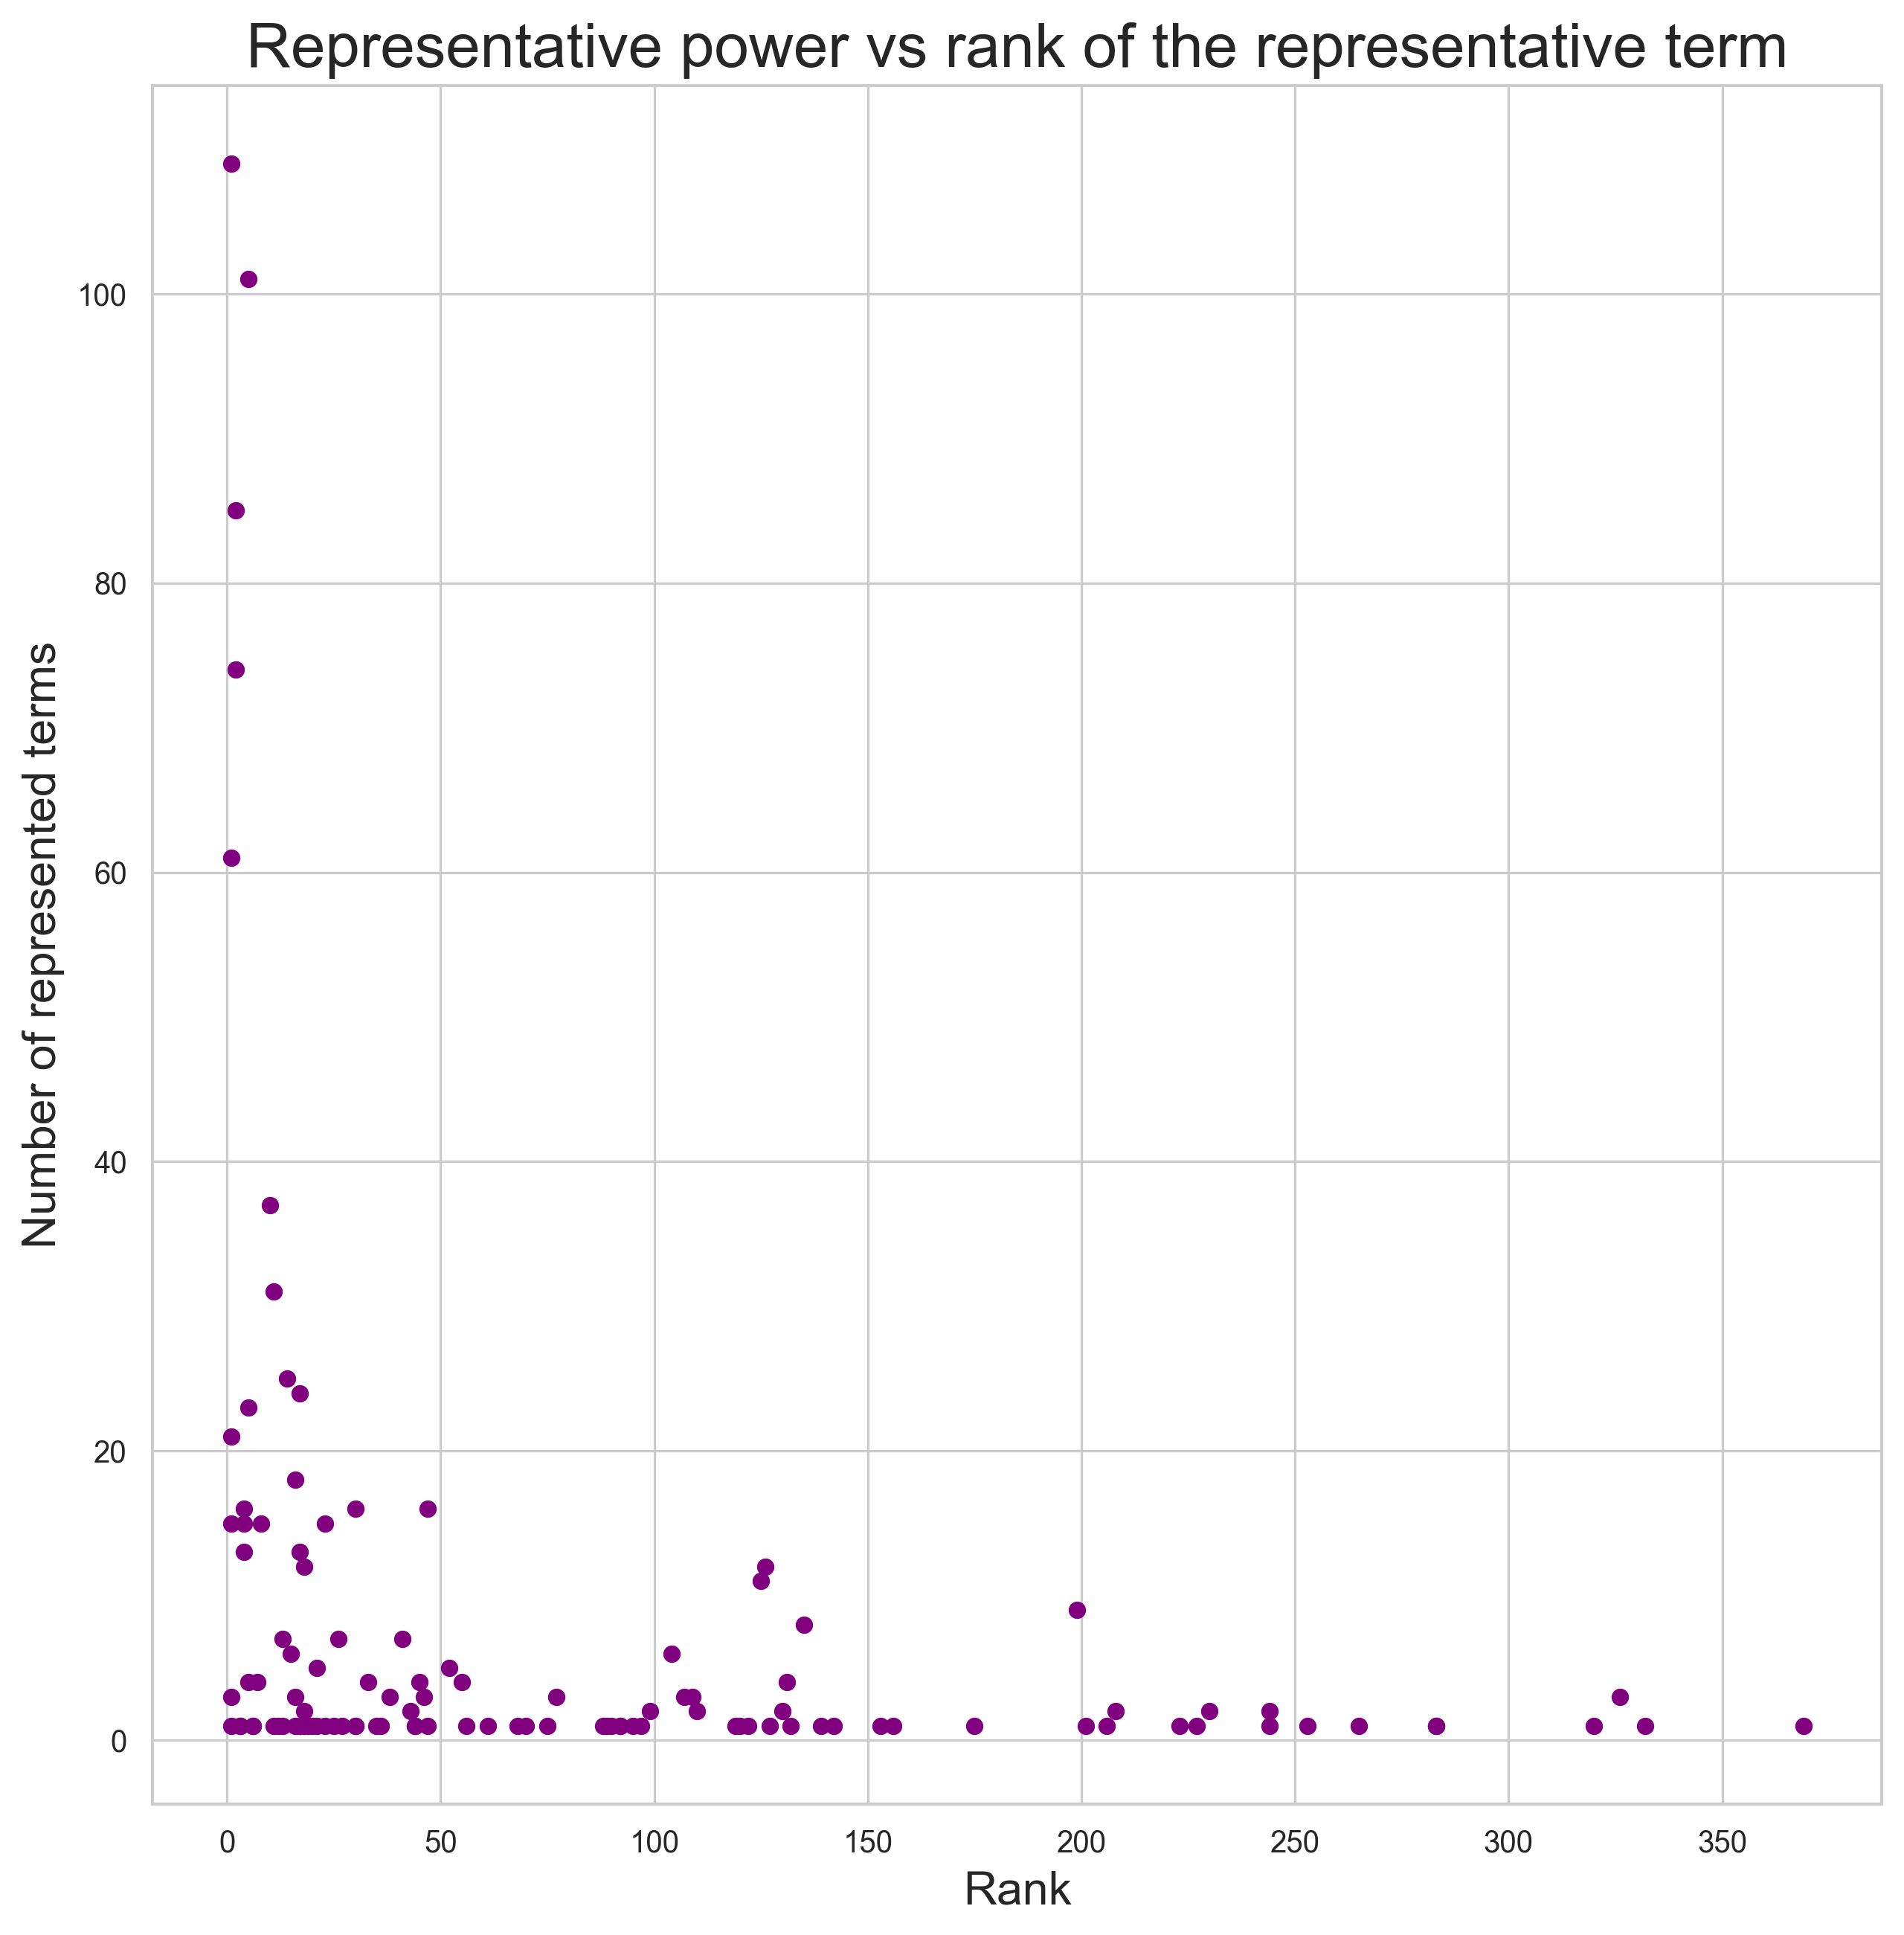 Representative power vs rank of the representative term
100
80
60
40
20
0
Number of represented terms
0 50 100 150 200 250 300 350
Rank